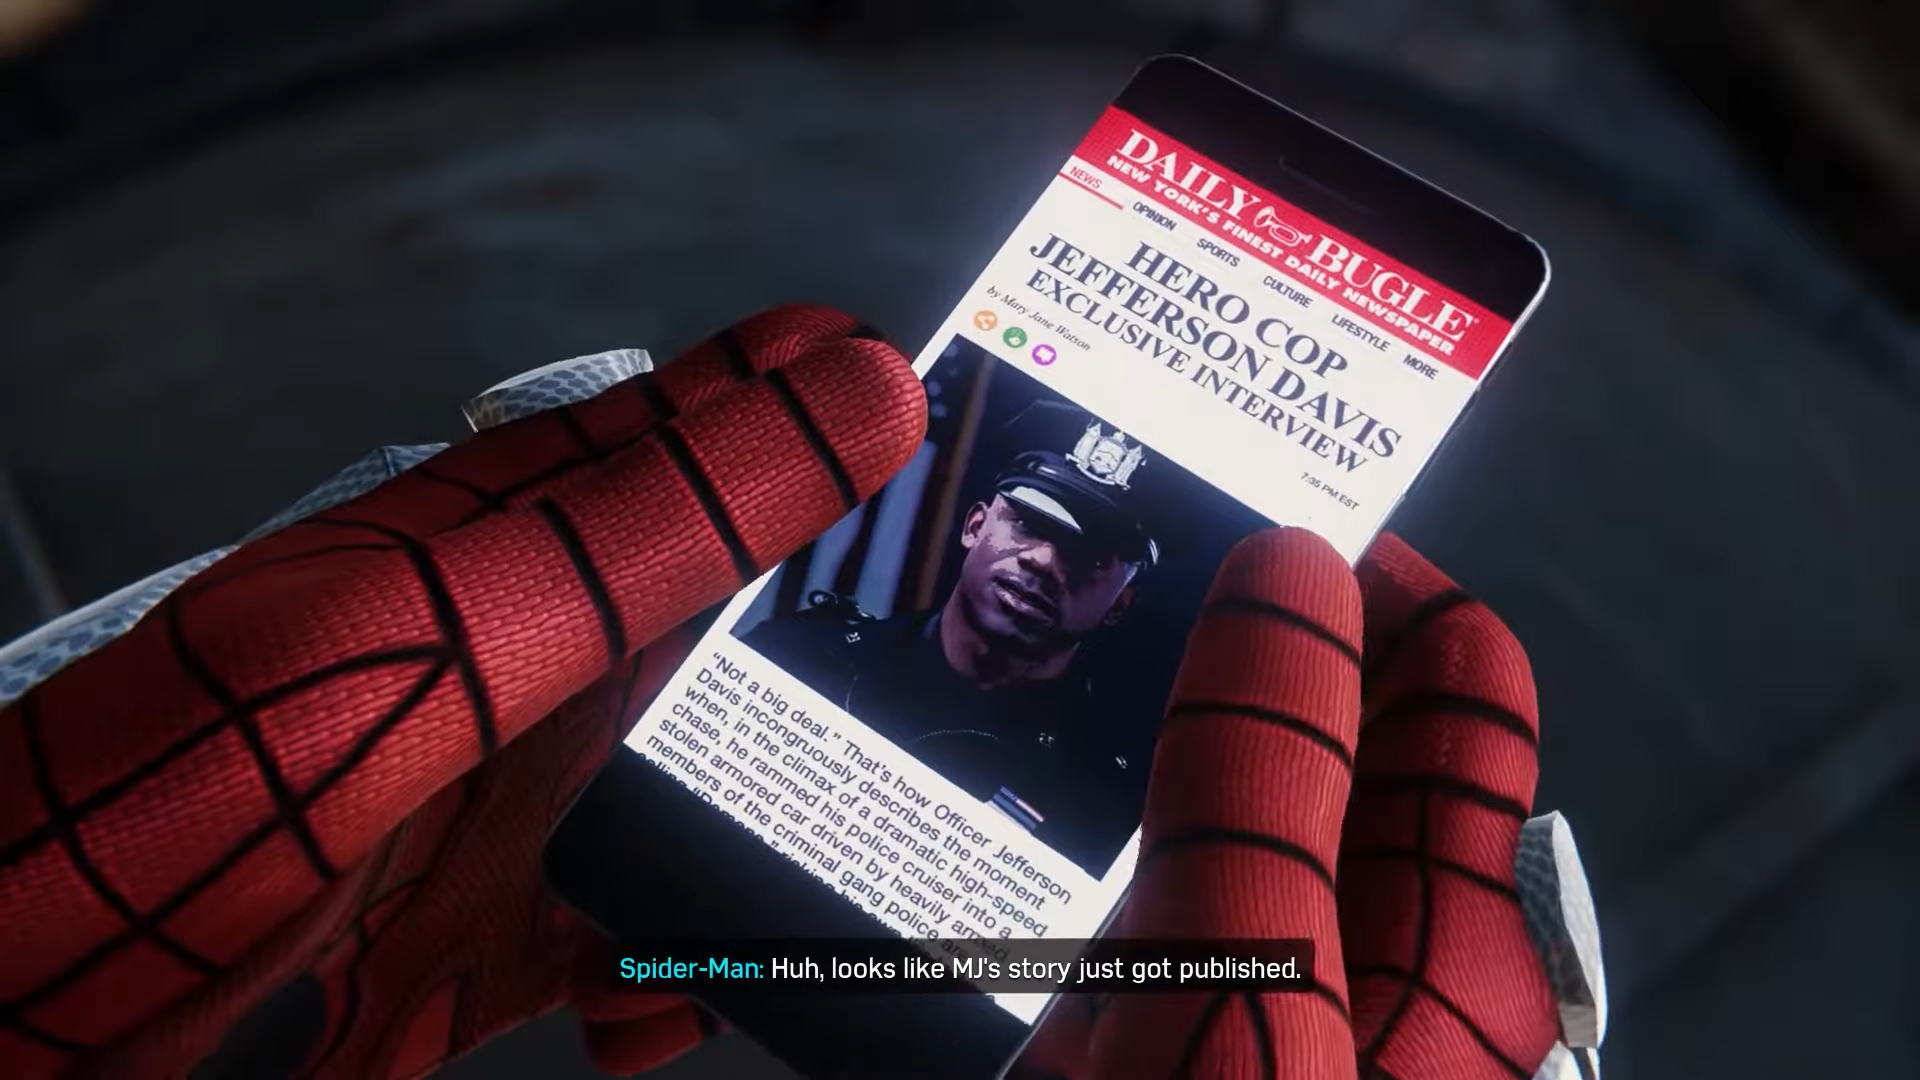 DAILY BUGLE
NEW YORK'S FINEST DAILY NEWSPAPER
NEWS OPINION SPORTS CULTURE LIFESTYLE MORE
HERO COP
JEFFERSON DAVIS
EXCLUSIVE INTERVIEW
by Mary Jane Watson
7:35 PM EST
“Not a big deal.” That's how Officer Jefferson
Davis incongruously describes the moment
when, in the climax of a dramatic high-speed
chase, he rammed his police cruiser into a
stolen armored car driven by heavily armed
members of the criminal gang police are
Spider-Man: Huh, looks like MJ's story just got published.